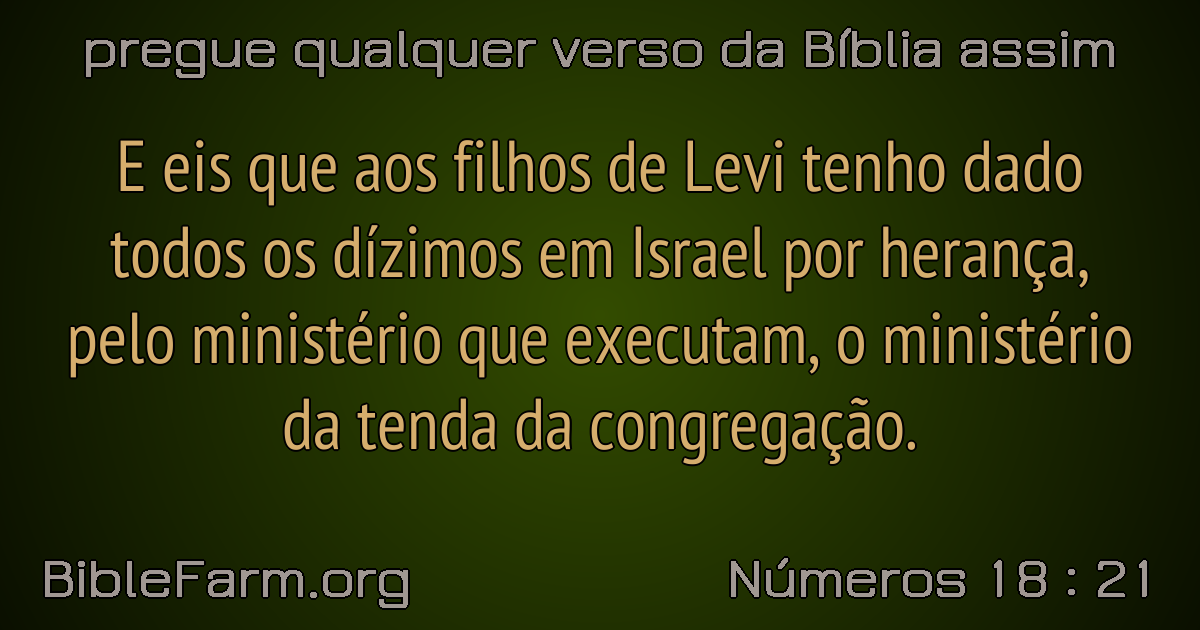 pregue qualquer verso da Bíblia assim
E eis que aos filhos de Levi tenho dado
todos os dízimos em Israel por herança,
pelo ministério que executam, o ministério
da tenda da congregação.
BibleFarm.org
Números 18 : 21